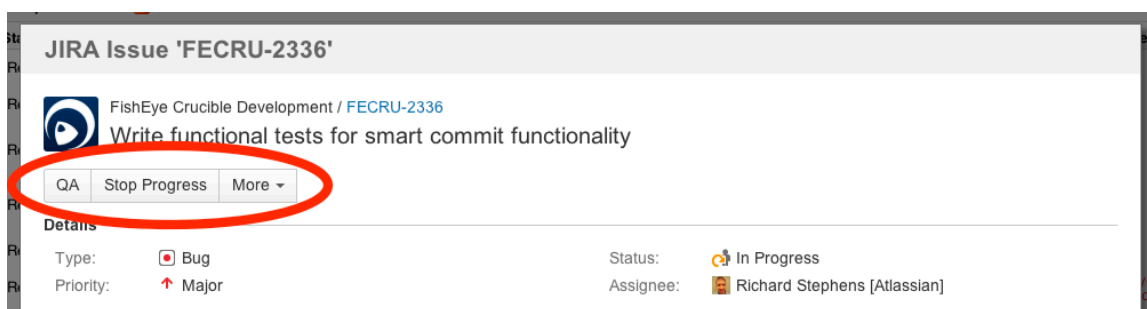 JIRA Issue 'FECRU-2336'
FishEye Crucible Development / FECRU-2336
Write functional tests for smart commit functionality
QA Stop Progress More
Details
Type: Bug Status: In Progress
Priority: Major Assignee: Richard Stephens [Atlassian]